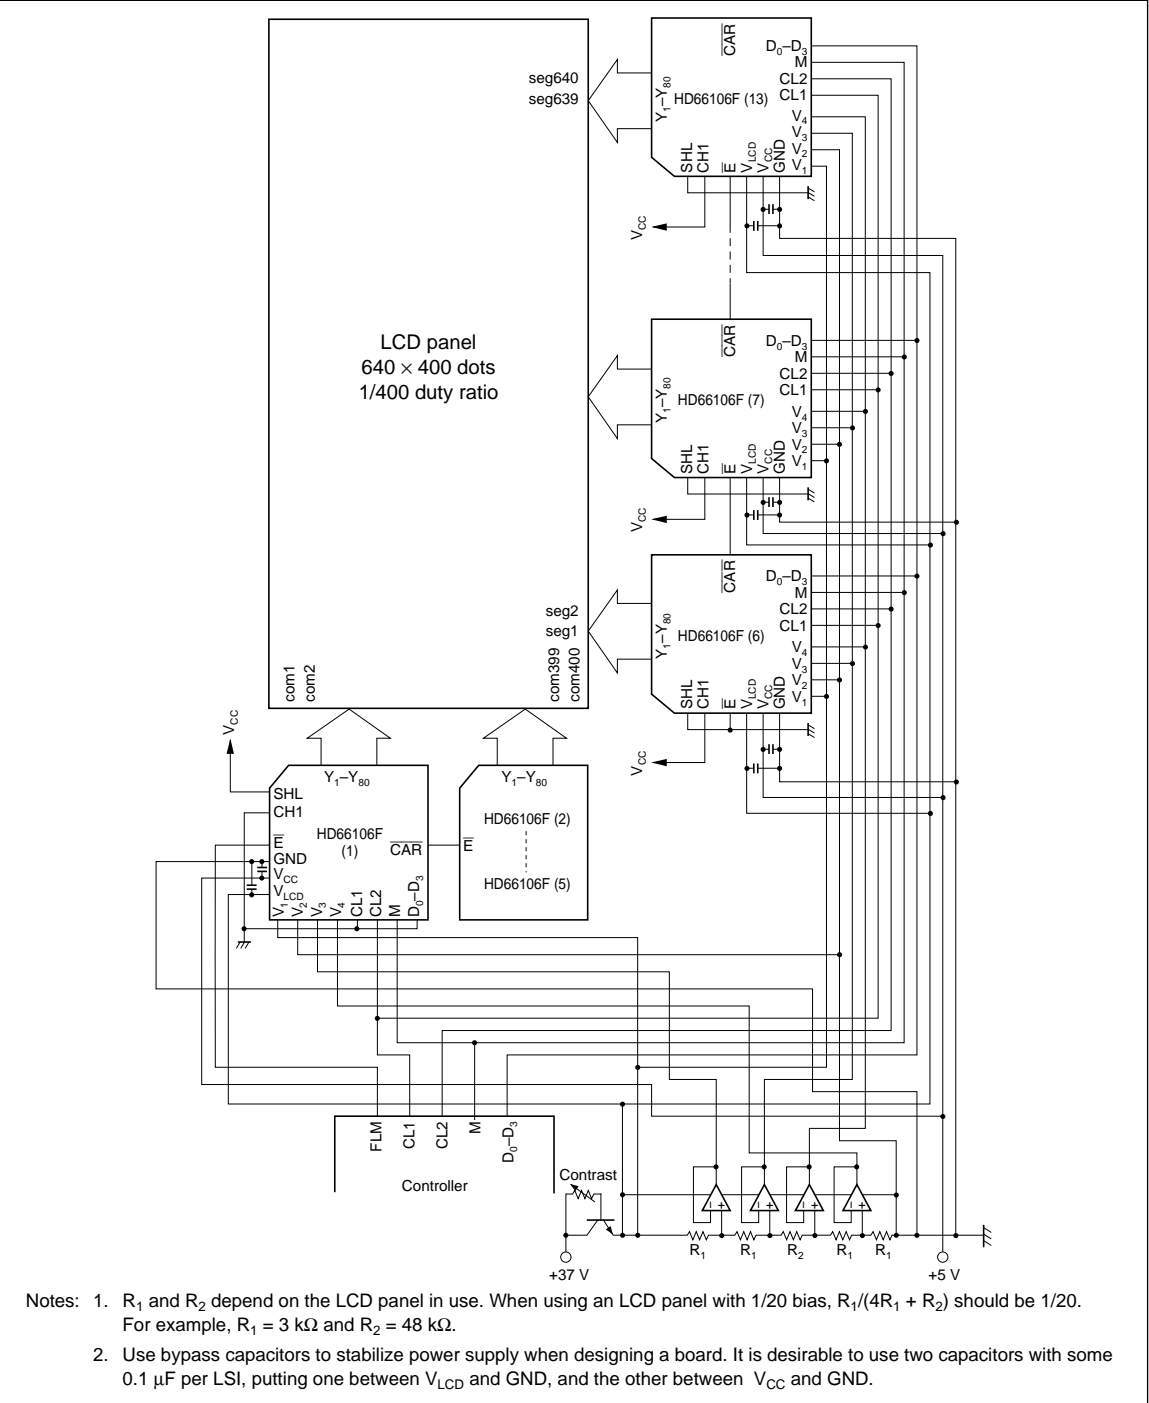 CAR
D0–D3
M
CL2
CL1
V4
V3
V2
V1
seg640
seg639
Y1–Y80
HD66106F (13)
SHL
CH1
E
VLCD
VCC
GND
VCC
LCD panel
640 × 400 dots
1/400 duty ratio
CAR
D0–D3
M
CL2
CL1
V4
V3
V2
V1
Y1–Y80
HD66106F (7)
SHL
CH1
E
VLCD
VCC
GND
VCC
CAR
D0–D3
M
CL2
CL1
V4
V3
V2
V1
seg2
seg1
Y1–Y80
HD66106F (6)
SHL
CH1
E
VLCD
VCC
GND
VCC
com1
com2
com399
com400
VCC
Y1–Y80
SHL
CH1
E
GND
VCC
VLCD
HD66106F
(1)
CAR
V1
V2
V3
V4
CL1
CL2
M
D0–D3
Y1–Y80
HD66106F (2)
E
HD66106F (5)
FLM
CL1
CL2
M
D0–D3
Controller
Contrast
– +
– +
– +
– +
R1
R1
R2
R1
R1
+37 V
+5 V
Notes: 1. R1 and R2 depend on the LCD panel in use. When using an LCD panel with 1/20 bias, R1/(4R1 + R2) should be 1/20.
For example, R1 = 3 kΩ and R2 = 48 kΩ.
2. Use bypass capacitors to stabilize power supply when designing a board. It is desirable to use two capacitors with some
0.1 μF per LSI, putting one between VLCD and GND, and the other between VCC and GND.